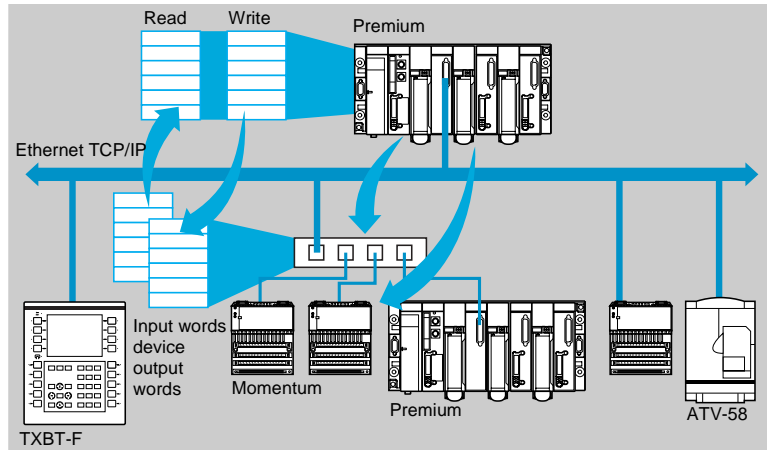 Read
Write
Premium
Ethernet TCP/IP
Input words
device
output
words
Momentum
Premium
ATV-58
TXBT-F